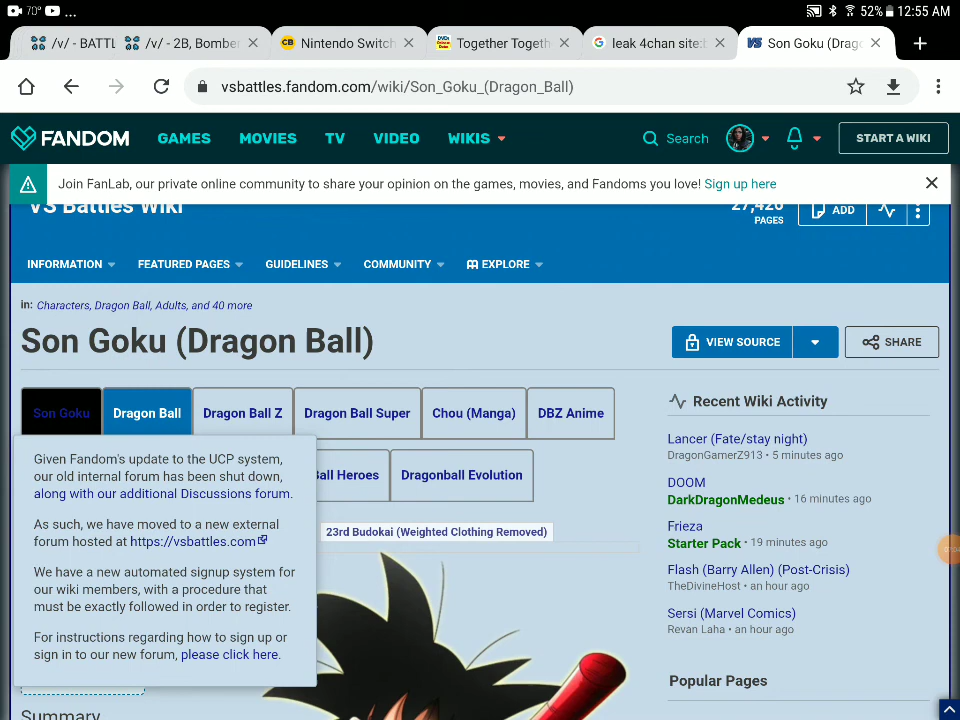 70°
...
52%
12:55 AM
/v/ - BATTL
/v/ - 2B, Bombe
Nintendo Switch
Together Togeth
leak 4chan site:
Son Goku (Drag
vsbattles.fandom.com/wiki/Son_Goku_(Dragon_Ball)
FANDOM
GAMES
MOVIES
TV
VIDEO
WIKIS
Search
START A WIKI
Join FanLab, our private online community to share your opinion on the games, movies, and Fandoms you love! Sign up here
VS Battles Wiki
27,426
PAGES
ADD
INFORMATION
FEATURED PAGES
GUIDELINES
COMMUNITY
EXPLORE
in: Characters, Dragon Ball, Adults, and 40 more
Son Goku (Dragon Ball)
VIEW SOURCE
SHARE
Son Goku
Dragon Ball
Dragon Ball Z
Dragon Ball Super
Chou (Manga)
DBZ Anime
Ball Heroes
Dragonball Evolution
Given Fandom's update to the UCP system,
our old internal forum has been shut down,
along with our additional Discussions forum.
As such, we have moved to a new external
forum hosted at https://vsbattles.com
We have a new automated signup system for
our wiki members, with a procedure that
must be exactly followed in order to register.
For instructions regarding how to sign up or
sign in to our new forum, please click here.
23rd Budokai (Weighted Clothing Removed)
Summary
Recent Wiki Activity
Lancer (Fate/stay night)
DragonGamerZ913 • 5 minutes ago
DOOM
DarkDragonMedeus • 16 minutes ago
Frieza
Starter Pack • 19 minutes ago
Flash (Barry Allen) (Post-Crisis)
TheDivineHost • an hour ago
Sersi (Marvel Comics)
Revan Laha • an hour ago
Popular Pages